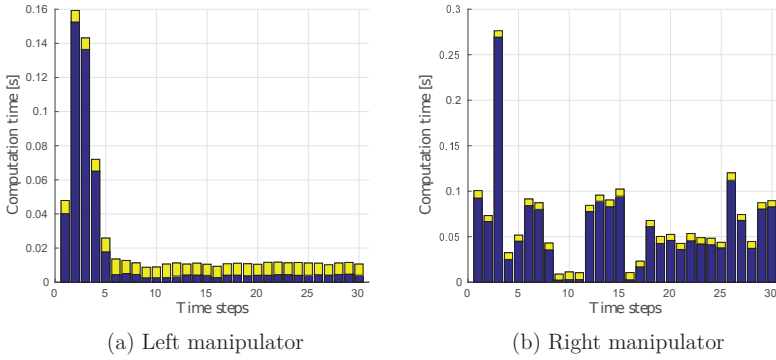 0.16
0.14
0.12
0.1
0.08
0.06
0.04
0.02
0
Computation time [s]
0 5 10 15 20 25 30
Time steps
(a) Left manipulator
0.3
0.25
0.2
0.15
0.1
0.05
0
Computation time [s]
0 5 10 15 20 25 30
Time steps
(b) Right manipulator